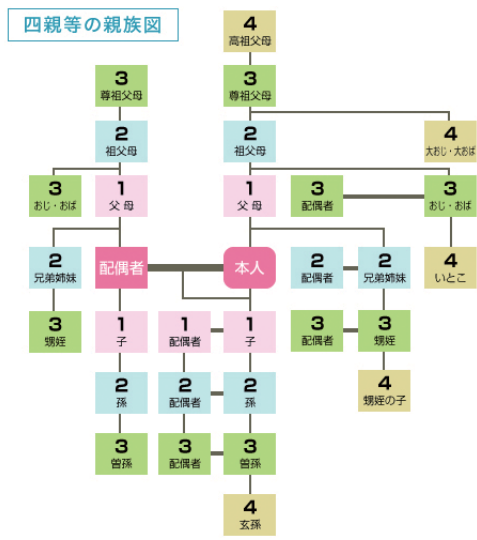 四親等の親族図
4
高祖父母
3
尊祖父母
3
尊祖父母
2
祖父母
2
祖父母
4
大おじ・大おば
3
おじ・おば
1
父母
1
父母
3
配偶者
3
おじ・おば
2
兄弟姉妹
配偶者
本人
2
配偶者
2
兄弟姉妹
4
いとこ
3
甥姪
1
子
1
配偶者
1
子
3
配偶者
3
甥姪
2
孫
2
配偶者
2
孫
4
甥姪の子
3
曽孫
3
配偶者
3
曽孫
4
玄孫